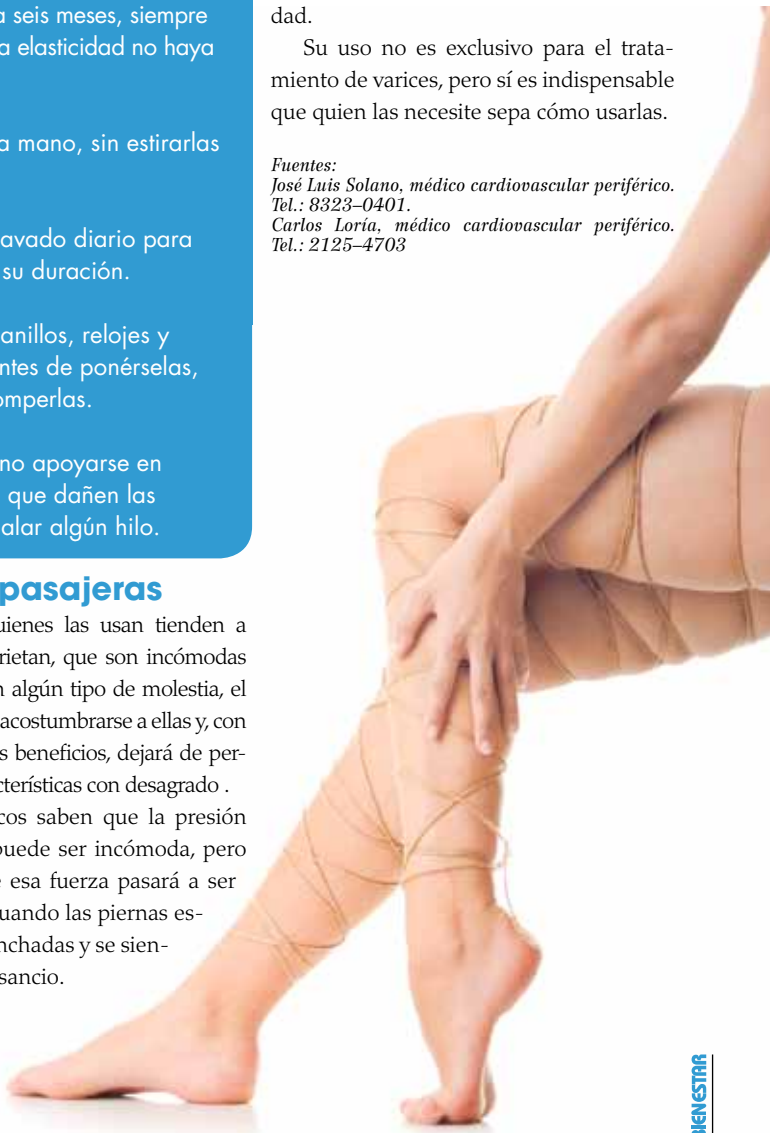 a seis meses, siempre
a elasticidad no haya
a mano, sin estirarlas
avado diario para
su duración.
anillos, relojes y
ntes de ponérselas,
omperlas.
no apoyarse en
que dañen las
alar algún hilo.
pasajeras
uienes las usan tienden a
rietan, que son incómodas
n algún tipo de molestia, el
acostumbrarse a ellas y, con
s beneficios, dejará de per-
cterísticas con desagrado .
cos saben que la presión
puede ser incómoda, pero
e esa fuerza pasará a ser
uando las piernas es-
nchadas y se sien-
sancio.
dad.
Su uso no es exclusivo para el trata-
miento de varices, pero sí es indispensable
que quien las necesite sepa cómo usarlas.
Fuentes:
José Luis Solano, médico cardiovascular periférico.
Tel.: 8323–0401.
Carlos Loría, médico cardiovascular periférico.
Tel.: 2125–4703
BIENESTAR